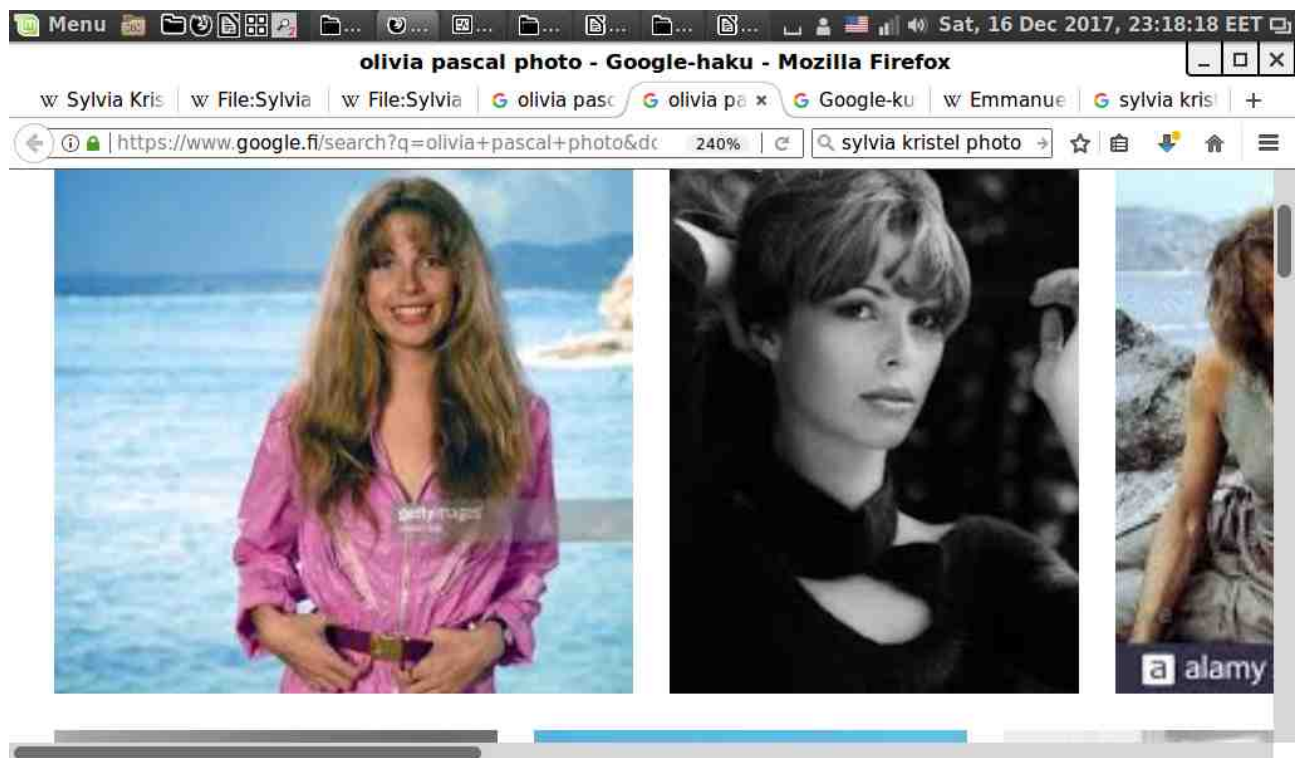 Menu ... ... ... ... ... ... ... Sat, 16 Dec 2017, 23:18:18 EET
olivia pascal photo - Google-haku - Mozilla Firefox
W Sylvia Kris W File:Sylvia W File:Sylvia G olivia pasc G olivia pa × G Google-ku W Emmanue G sylvia krist +
https://www.google.fi/search?q=olivia+pascal+photo&dc 240% sylvia kristel photo
gettyimages
a alamy